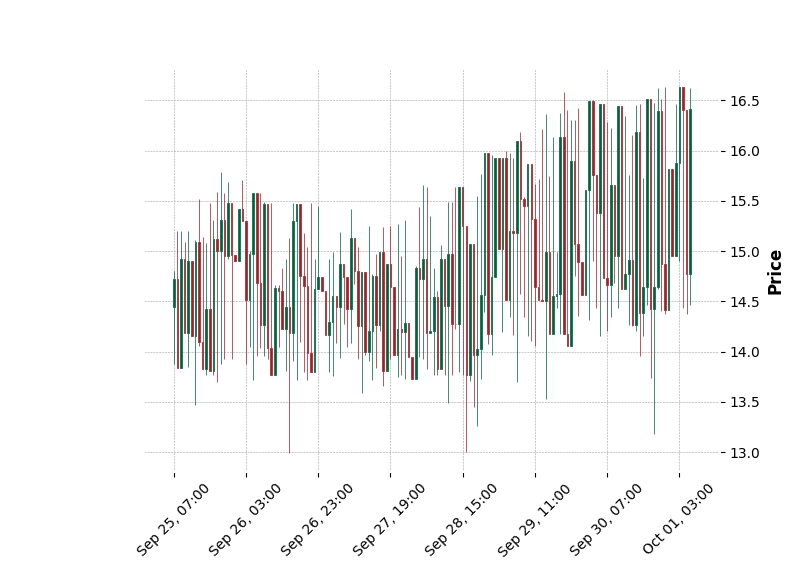 16.5
16.0
15.5
15.0
14.5
14.0
13.5
13.0
Price
Sep 25, 07:00
Sep 26, 03:00
Sep 26, 23:00
Sep 27, 19:00
Sep 28, 15:00
Sep 29, 11:00
Sep 30, 07:00
Oct 01, 03:00